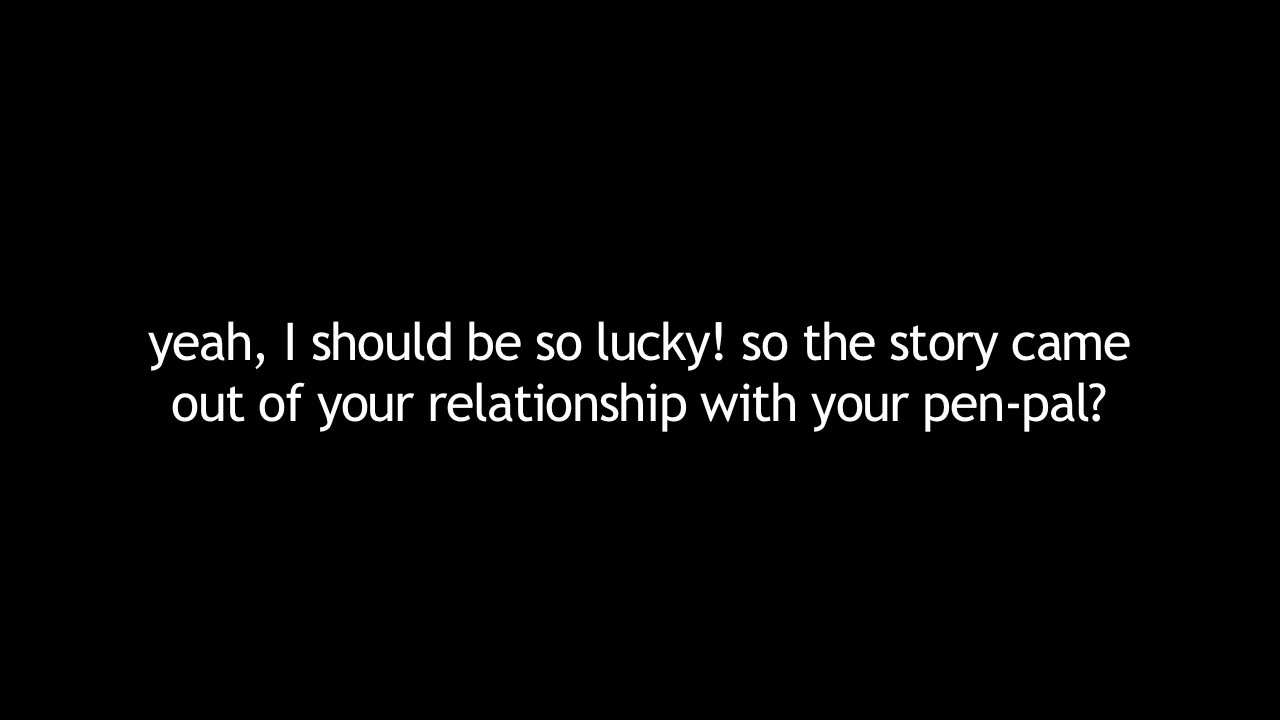 yeah, I should be so lucky! so the story came
out of your relationship with your pen-pal?